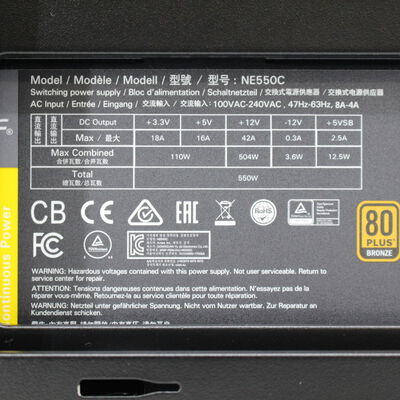 Model / Modèle / Modell / 型號 / 型号: NE550C
Switching power supply / Bloc d'alimentation / Schaltnetzteil / 交換式電源供應器 / 交换式电源供应器
AC Input / Entrée / Eingang / 交流輸入 / 交流输入: 100VAC-240VAC, 47Hz-63Hz, 8A-4A
直流輸出 直流输出 DC Output +3.3V +5V +12V -12V +5VSB
Max / 最大 18A 16A 42A 0.3A 2.5A
Max Combined 110W 504W 3.6W 12.5W
合併瓦數/合并瓦数
Total 550W
總瓦數/总瓦数
CB CE EAC
RoHS
FC
80
PLUS
BRONZE
Continuous Power
WARNING: Hazardous voltages contained with this power supply. Not user serviceable. Return to
service center for repair.
ATTENTION: Tensions dangereuses contenues dans cette alimentation. N'essayez pas de la
réparer vous-même. Retournez-la au service clientèle pour toute réparation.
WARNUNG: Netzteil unter gefährlicher Spannung. Nicht vom Nutzer wartbar. Zur Reparatur an
Kundendienst schicken.